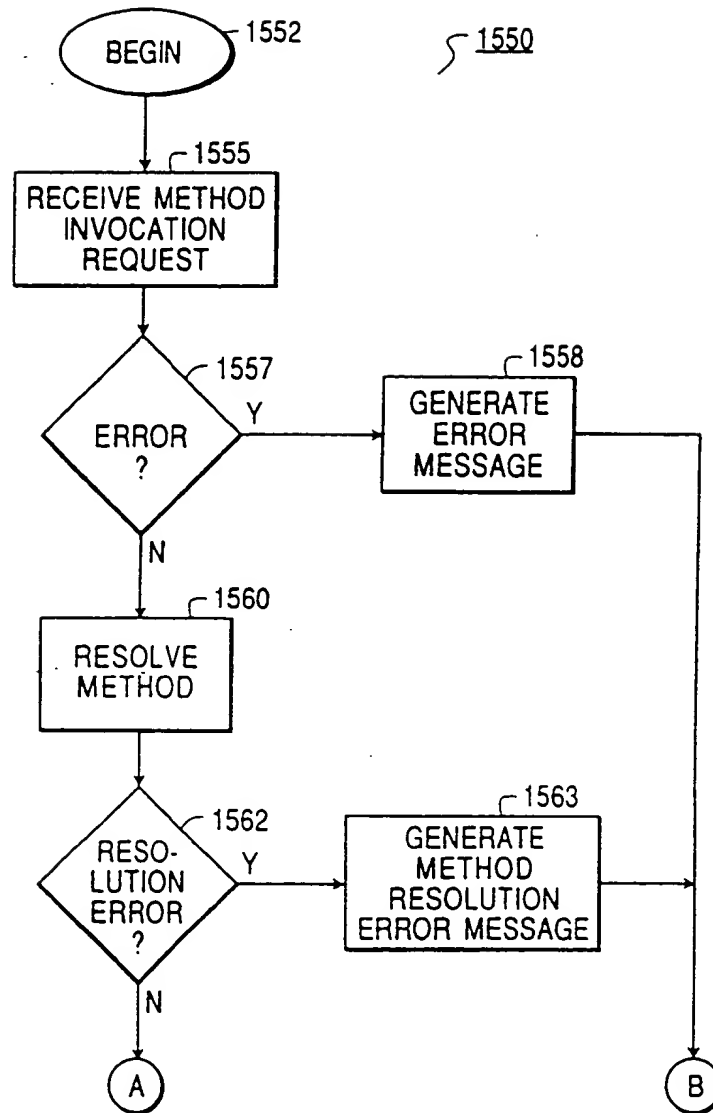 1550
BEGIN
1552
1555
RECEIVE METHOD
INVOCATION
REQUEST
1557
ERROR
?
Y
N
1558
GENERATE
ERROR
MESSAGE
1560
RESOLVE
METHOD
1562
RESO-
LUTION
ERROR
?
Y
N
1563
GENERATE
METHOD
RESOLUTION
ERROR MESSAGE
A
B